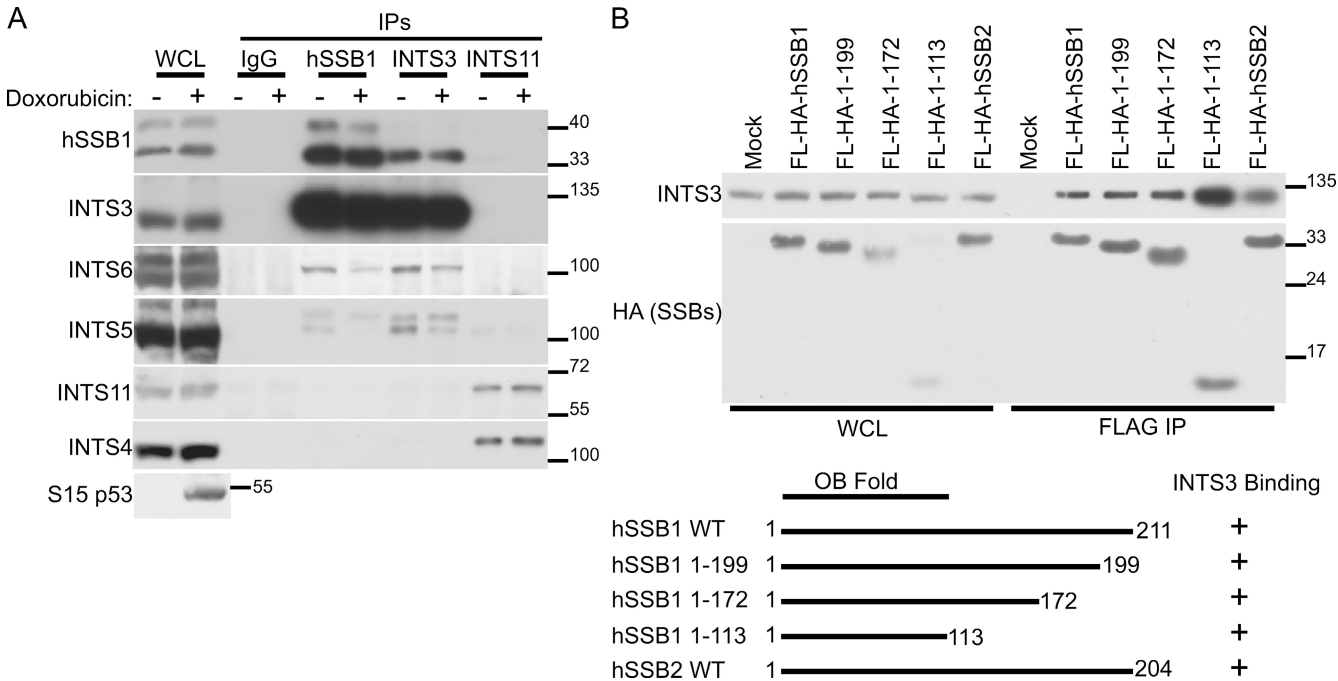 A
IPs
WCL IgG hSSB1 INTS3 INTS11
Doxorubicin: - + - + - + - + - +
hSSB1 40
33
INTS3 135
INTS6 100
INTS5 100
72
INTS11
55
INTS4 100
S15 p53 55
B
Mock FL-HA-hSSB1 FL-HA-1-199 FL-HA-1-172 FL-HA-1-113 FL-HA-hSSB2 Mock FL-HA-hSSB1 FL-HA-1-199 FL-HA-1-172 FL-HA-1-113 FL-HA-hSSB2
INTS3 135
33
24
HA (SSBs)
17
WCL FLAG IP
OB Fold INTS3 Binding
hSSB1 WT 1 211 +
hSSB1 1-199 1 199 +
hSSB1 1-172 1 172 +
hSSB1 1-113 1 113 +
hSSB2 WT 1 204 +